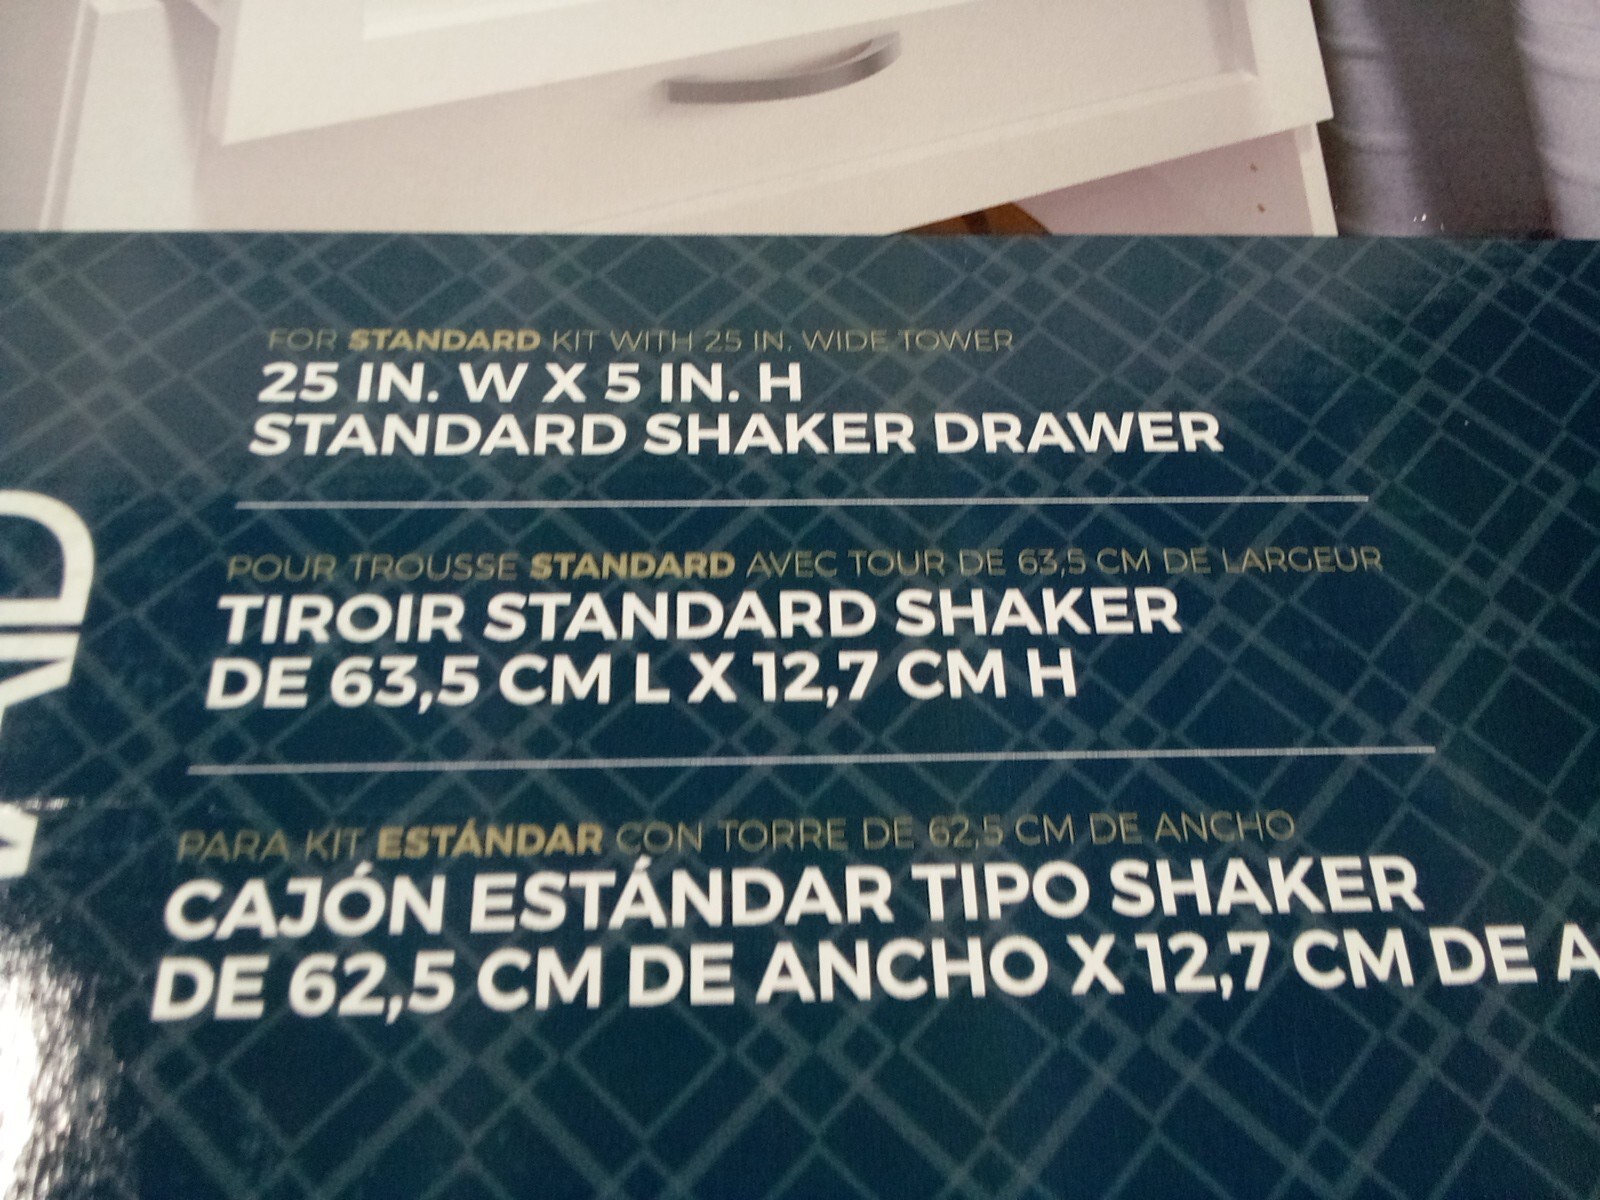 FOR STANDARD KIT WITH 25 IN. WIDE TOWER
25 IN. W X 5 IN. H
STANDARD SHAKER DRAWER
POUR TROUSSE STANDARD AVEC TOUR DE 63,5 CM DE LARGEUR
TIROIR STANDARD SHAKER
DE 63,5 CM L X 12,7 CM H
PARA KIT ESTÁNDAR CON TORRE DE 62,5 CM DE ANCHO
CAJÓN ESTÁNDAR TIPO SHAKER
DE 62,5 CM DE ANCHO X 12,7 CM DE A